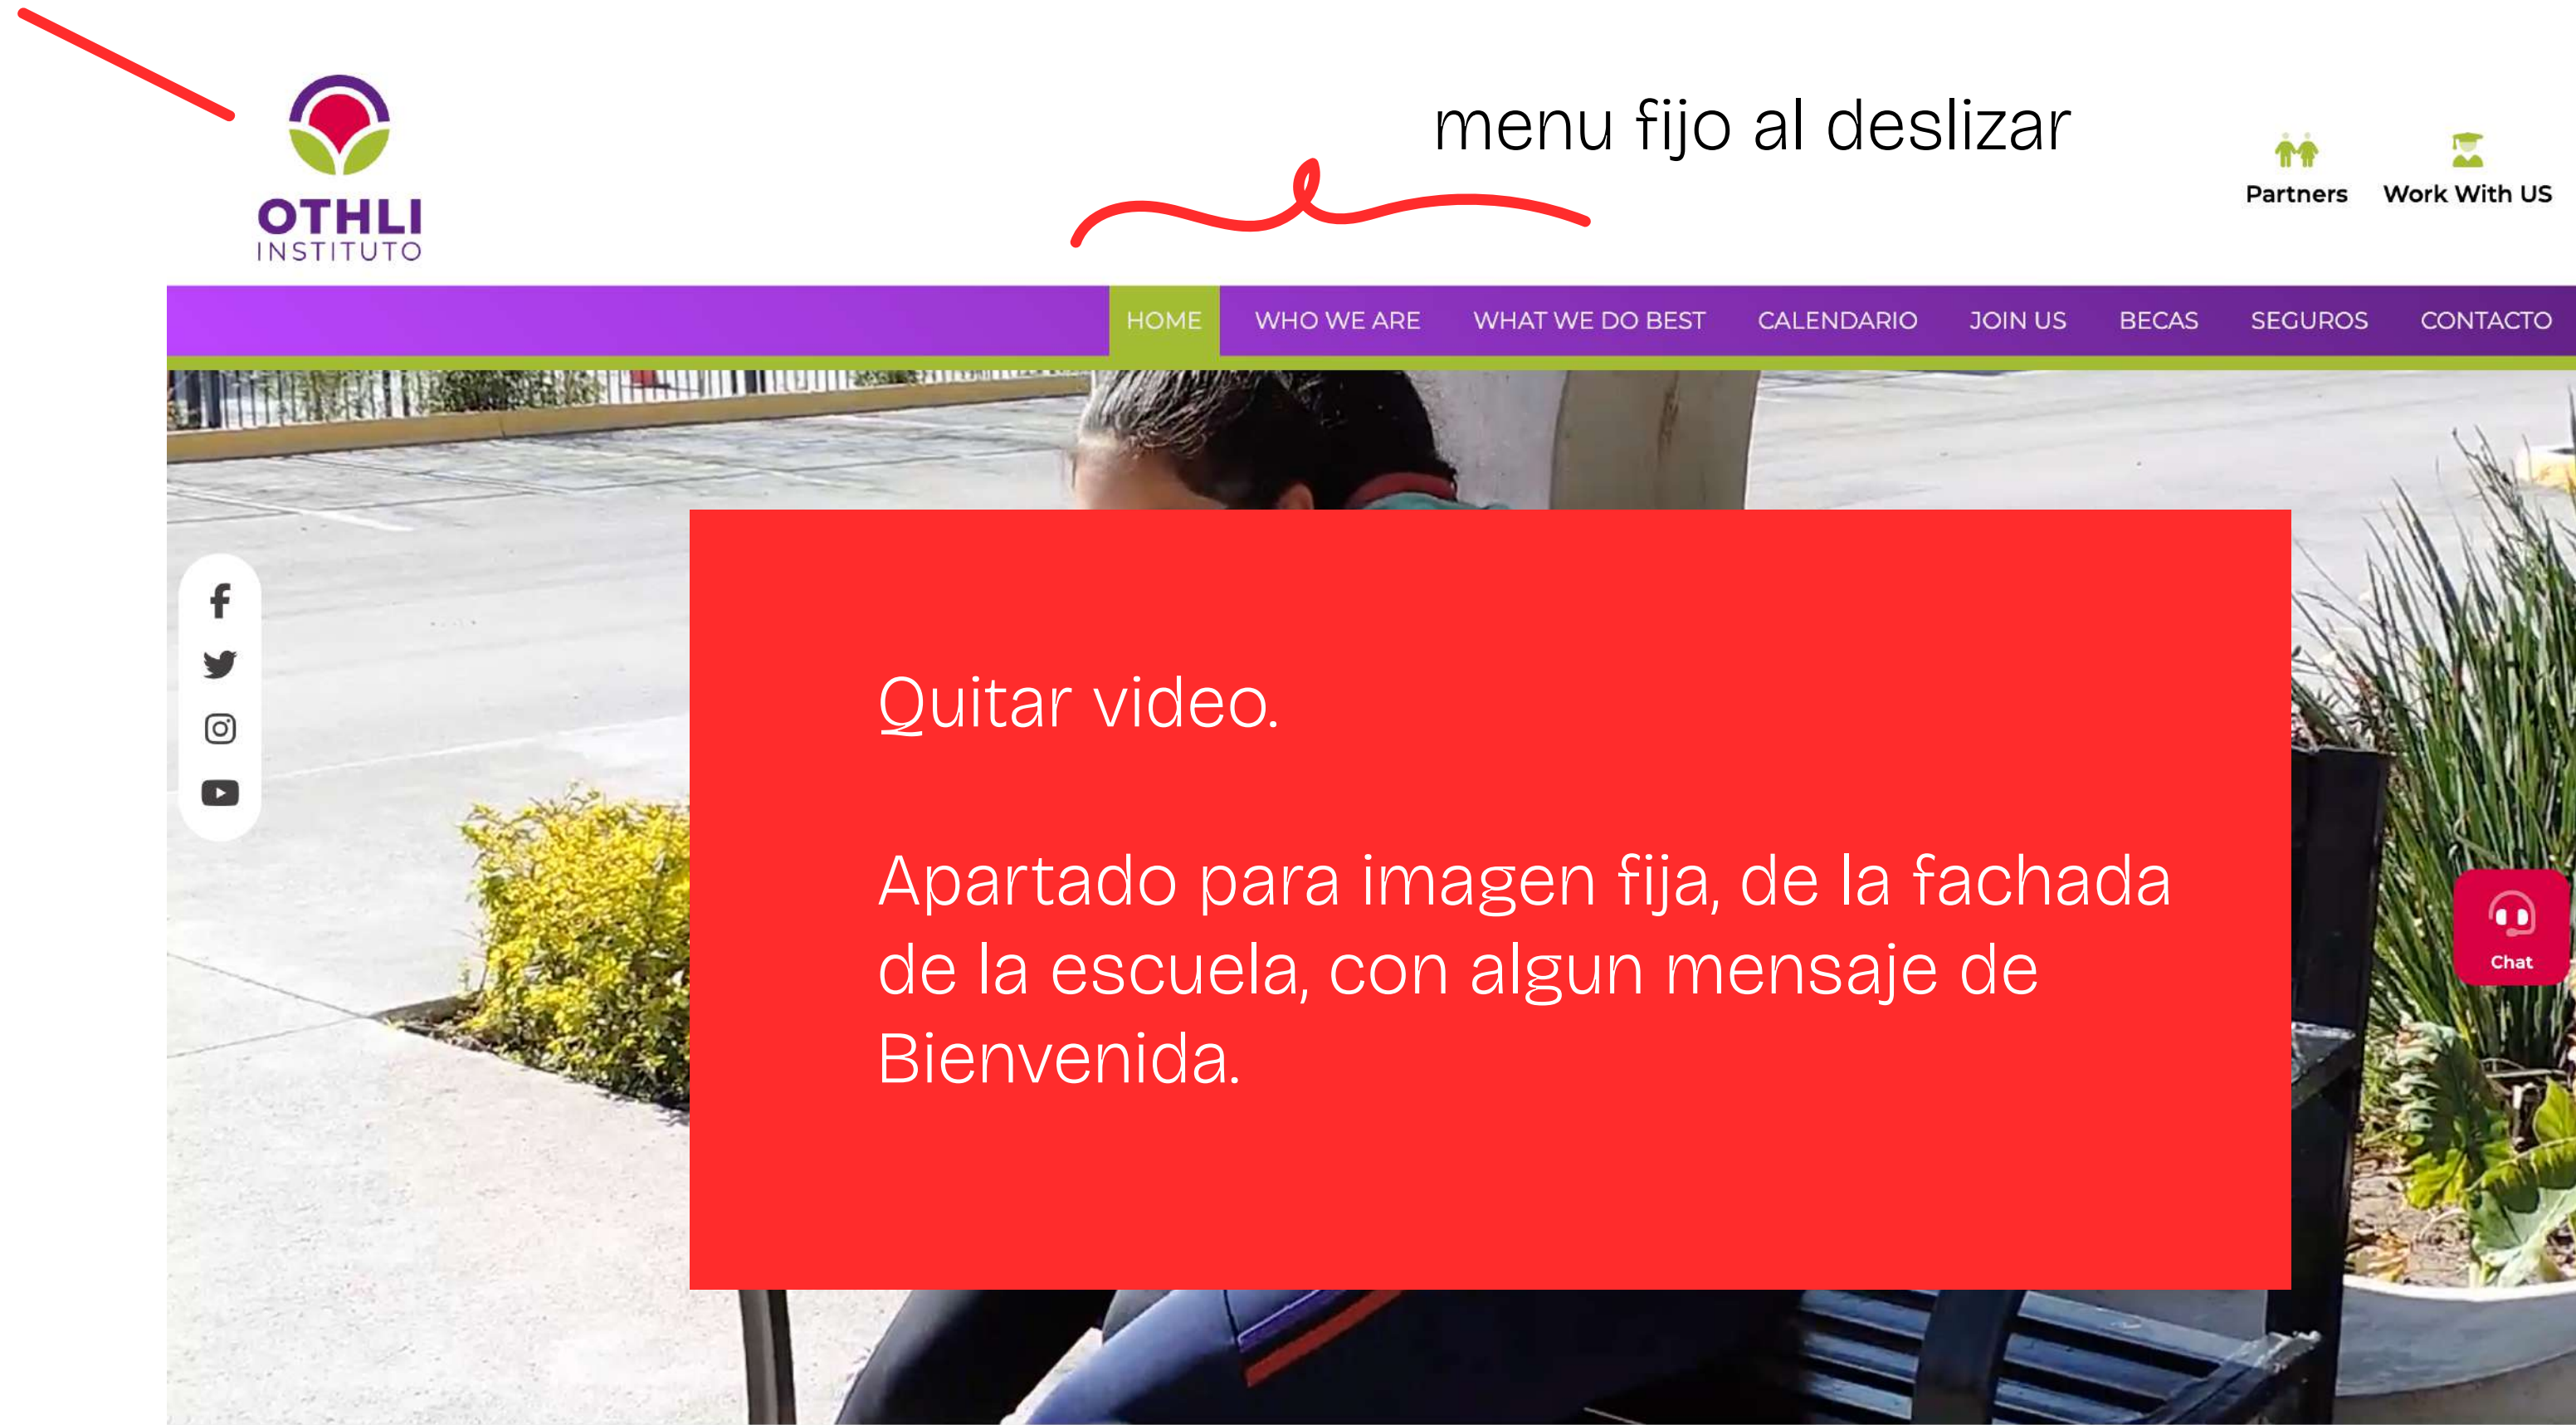 OTHLI
INSTITUTO
menu fijo al deslizar
Partners
Work With US
HOME
WHO WE ARE
WHAT WE DO BEST
CALENDARIO
JOIN US
BECAS
SEGUROS
CONTACTO
Quitar video.
Apartado para imagen fija, de la fachada
de la escuela, con algun mensaje de
Bienvenida.
Chat